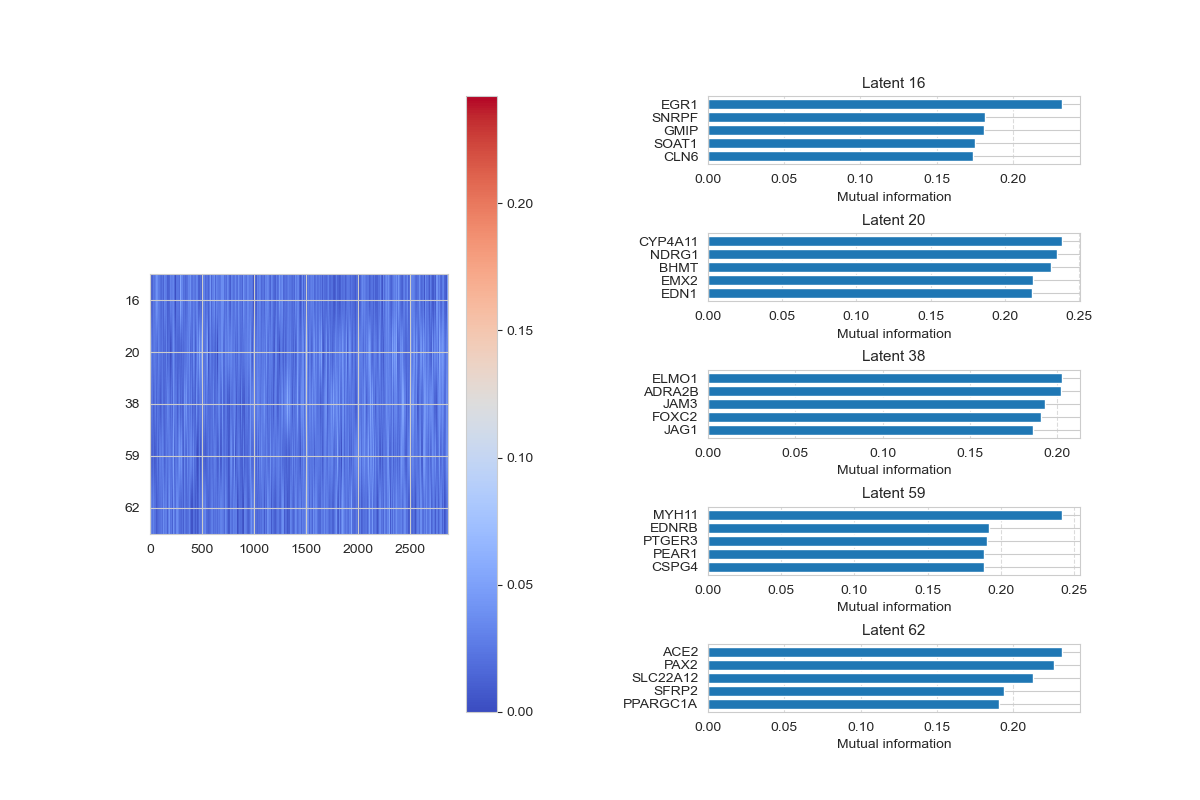 16
20
38
59
62
0 500 1000 1500 2000 2500
0.20
0.15
0.10
0.05
0.00
Latent 16
EGR1
SNRPF
GMIP
SOAT1
CLN6
0.00 0.05 0.10 0.15 0.20
Mutual information
Latent 20
CYP4A11
NDRG1
BHMT
EMX2
EDN1
0.00 0.05 0.10 0.15 0.20 0.25
Mutual information
Latent 38
ELMO1
ADRA2B
JAM3
FOXC2
JAG1
0.00 0.05 0.10 0.15 0.20
Mutual information
Latent 59
MYH11
EDNRB
PTGER3
PEAR1
CSPG4
0.00 0.05 0.10 0.15 0.20 0.25
Mutual information
Latent 62
ACE2
PAX2
SLC22A12
SFRP2
PPARGC1A
0.00 0.05 0.10 0.15 0.20
Mutual information